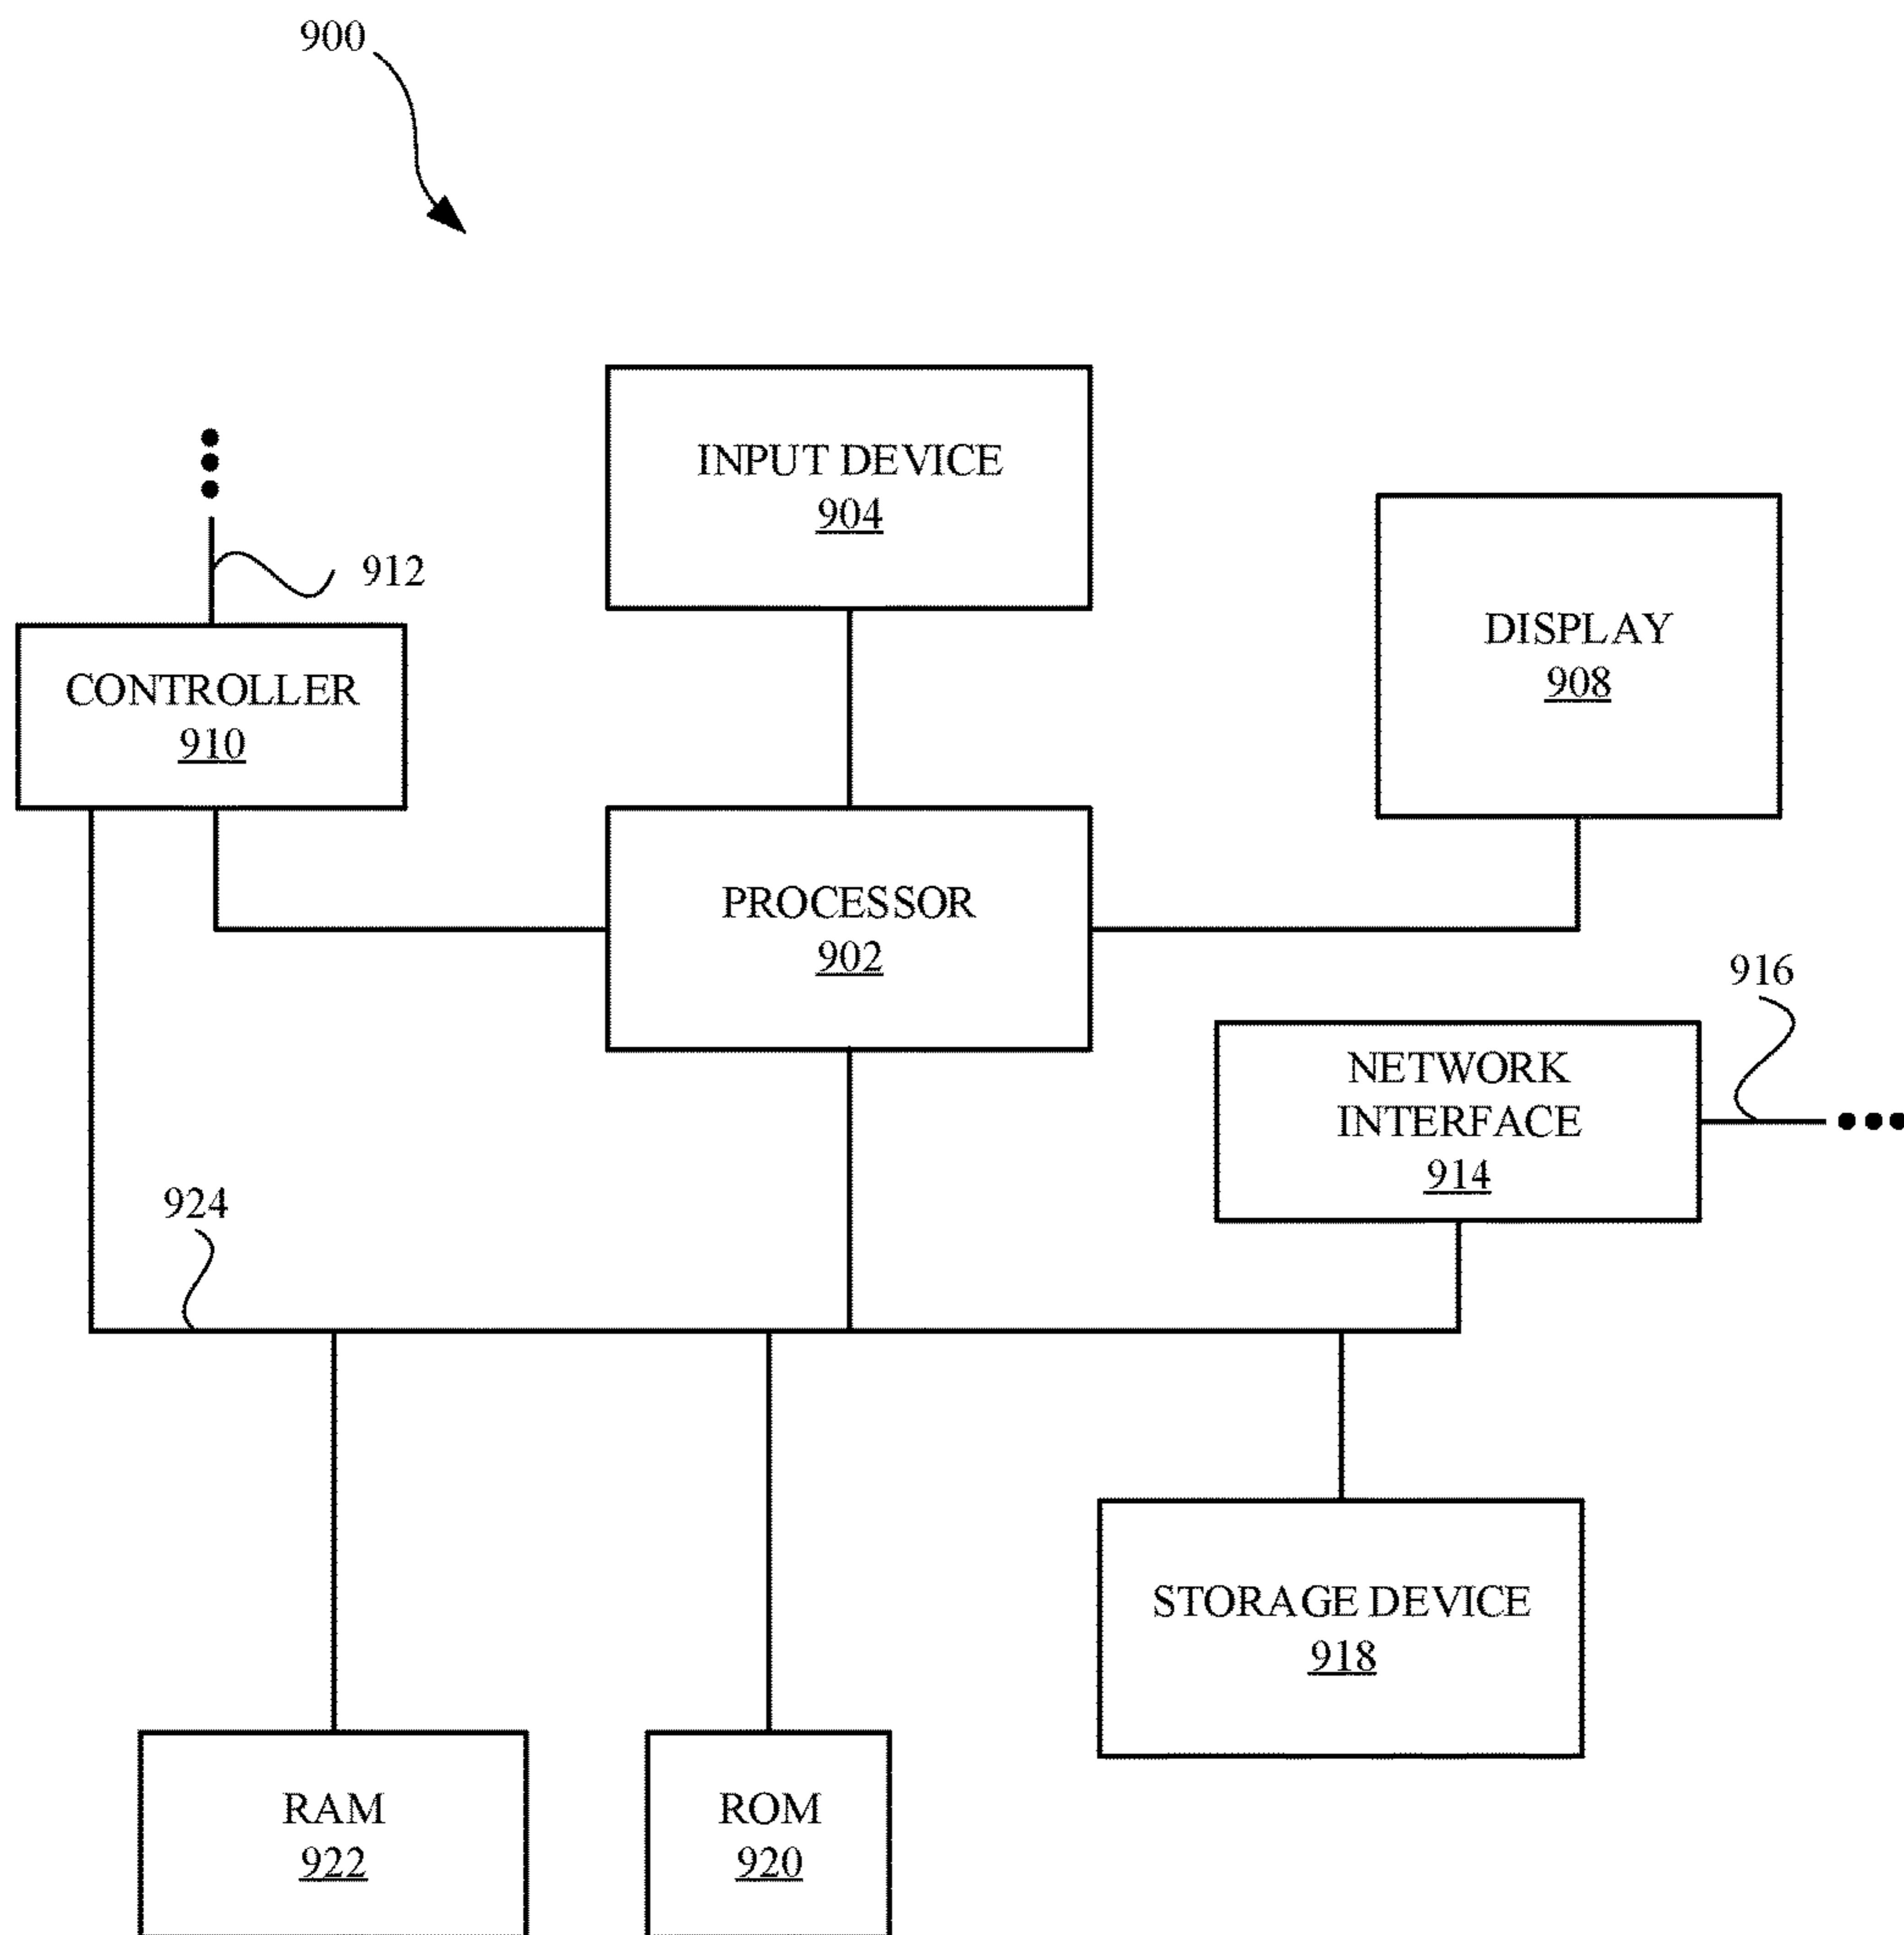 900
INPUT DEVICE
904
912
DISPLAY
908
CONTROLLER
910
PROCESSOR
902
916
NETWORK
INTERFACE
914
924
STORAGE DEVICE
918
RAM
922
ROM
920